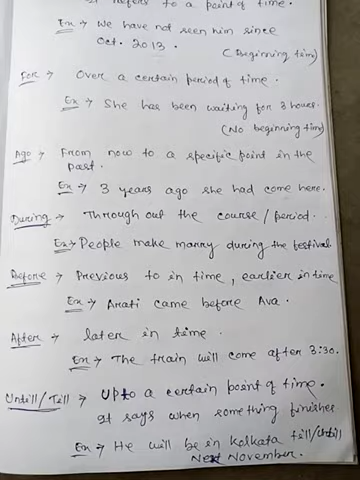 refers to a point of time.
Ex → We have not seen him since
Oct. 2013.
(Beginning time)
For → Over a certain period of time.
Ex → She has been waiting for 3 hours.
(No beginning time)
Ago → From now to a specific point in the
past.
Ex → 3 years ago she had come here.
During → Through out the course/period.
Ex → People make marry during the festival
Before → Previous to in time, earlier in time
Ex → Arati came before Ava.
After → later in time.
Ex → The train will come after 3:30.
Untill/Till → Upto a certain point of time.
It says when something finishes
Ex → He will be in Kolkata till/untill
Next November.